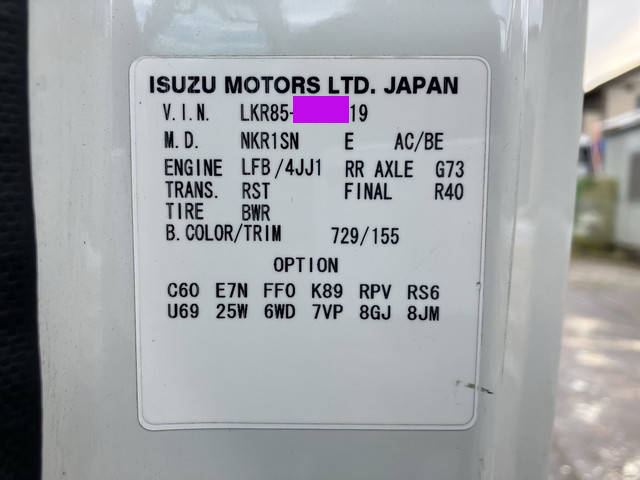 ISUZU MOTORS LTD. JAPAN
V.I.N. LKR85- 19
M.D. NKR1SN E AC/BE
ENGINE LFB/4JJ1 RR AXLE G73
TRANS. RST FINAL R40
TIRE BWR
B.COLOR/TRIM 729/155
OPTION
C60 E7N FF0 K89 RPV RS6
U69 25W 6WD 7VP 8GJ 8JM